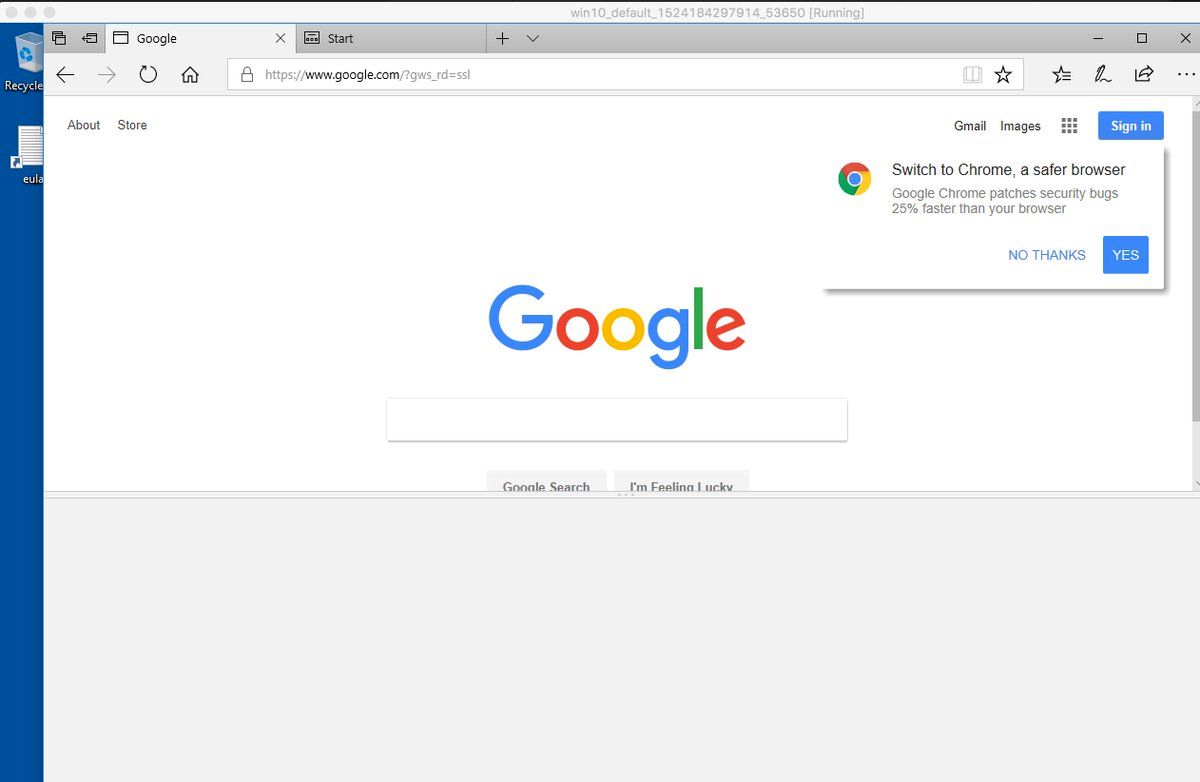 win10_default_1524184297914_53650 [Running]
Google
Start
Recycle
https://www.google.com/?gws_rd=ssl
About Store
Gmail Images Sign in
eula
Switch to Chrome, a safer browser
Google Chrome patches security bugs
25% faster than your browser
NO THANKS YES
Google
Google Search I'm Feeling Lucky